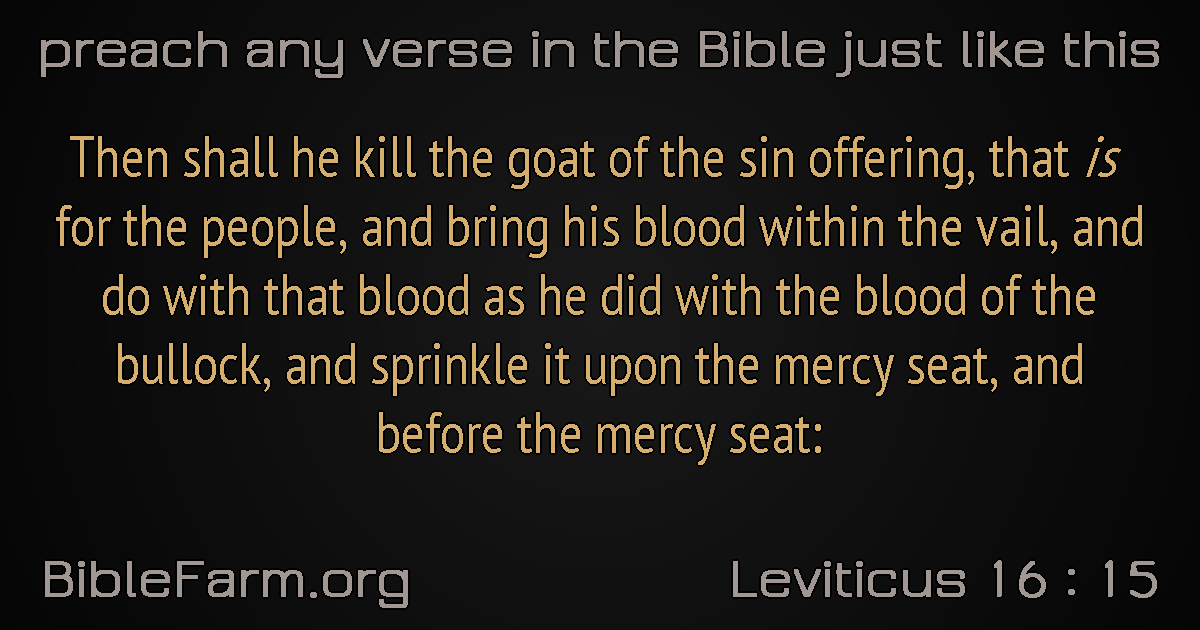 preach any verse in the Bible just like this
Then shall he kill the goat of the sin offering, that is
for the people, and bring his blood within the vail, and
do with that blood as he did with the blood of the
bullock, and sprinkle it upon the mercy seat, and
before the mercy seat:
BibleFarm.org
Leviticus 16 : 15